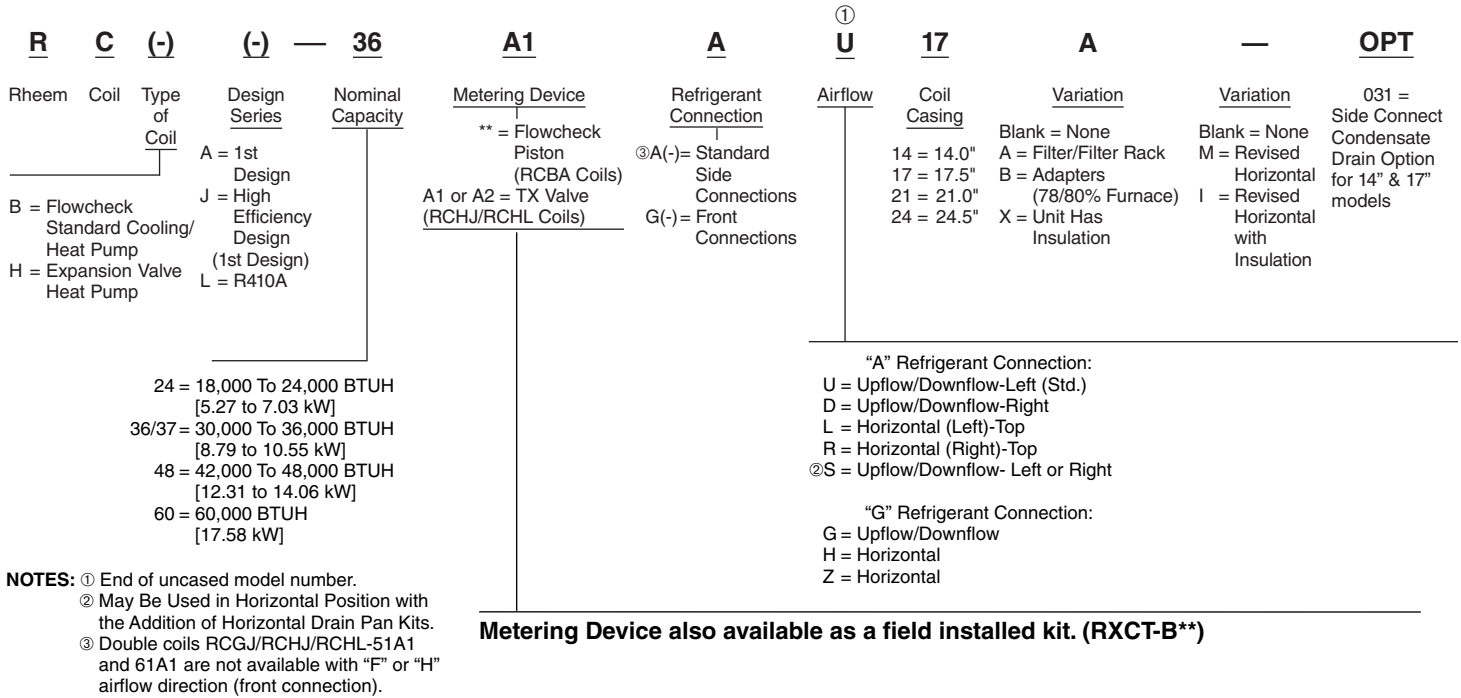 ①
R C (-) (-) — 36 A1 A U 17 A — OPT
Rheem
Coil
Type
of
Coil
B = Flowcheck
Standard Cooling/
Heat Pump
H = Expansion Valve
Heat Pump
Design
Series
A = 1st
Design
J = High
Efficiency
Design
(1st Design)
L = R410A
Nominal
Capacity
24 = 18,000 To 24,000 BTUH
[5.27 to 7.03 kW]
36/37 = 30,000 To 36,000 BTUH
[8.79 to 10.55 kW]
48 = 42,000 To 48,000 BTUH
[12.31 to 14.06 kW]
60 = 60,000 BTUH
[17.58 kW]
Metering Device
** = Flowcheck
Piston
(RCBA Coils)
A1 or A2 = TX Valve
(RCHJ/RCHL Coils)
Refrigerant
Connection
③A(-)= Standard
Side
Connections
G(-)= Front
Connections
Airflow
Coil
Casing
14 = 14.0"
17 = 17.5"
21 = 21.0"
24 = 24.5"
Variation
Blank = None
A = Filter/Filter Rack
B = Adapters
(78/80% Furnace)
X = Unit Has
Insulation
Variation
Blank = None
M = Revised
Horizontal
I = Revised
Horizontal
with
Insulation
031 =
Side Connect
Condensate
Drain Option
for 14" & 17"
models
“A” Refrigerant Connection:
U = Upflow/Downflow-Left (Std.)
D = Upflow/Downflow-Right
L = Horizontal (Left)-Top
R = Horizontal (Right)-Top
②S = Upflow/Downflow- Left or Right
“G” Refrigerant Connection:
G = Upflow/Downflow
H = Horizontal
Z = Horizontal
NOTES: ① End of uncased model number.
② May Be Used in Horizontal Position with
the Addition of Horizontal Drain Pan Kits.
③ Double coils RCGJ/RCHJ/RCHL-51A1
and 61A1 are not available with “F” or “H”
airflow direction (front connection).
Metering Device also available as a field installed kit. (RXCT-B**)